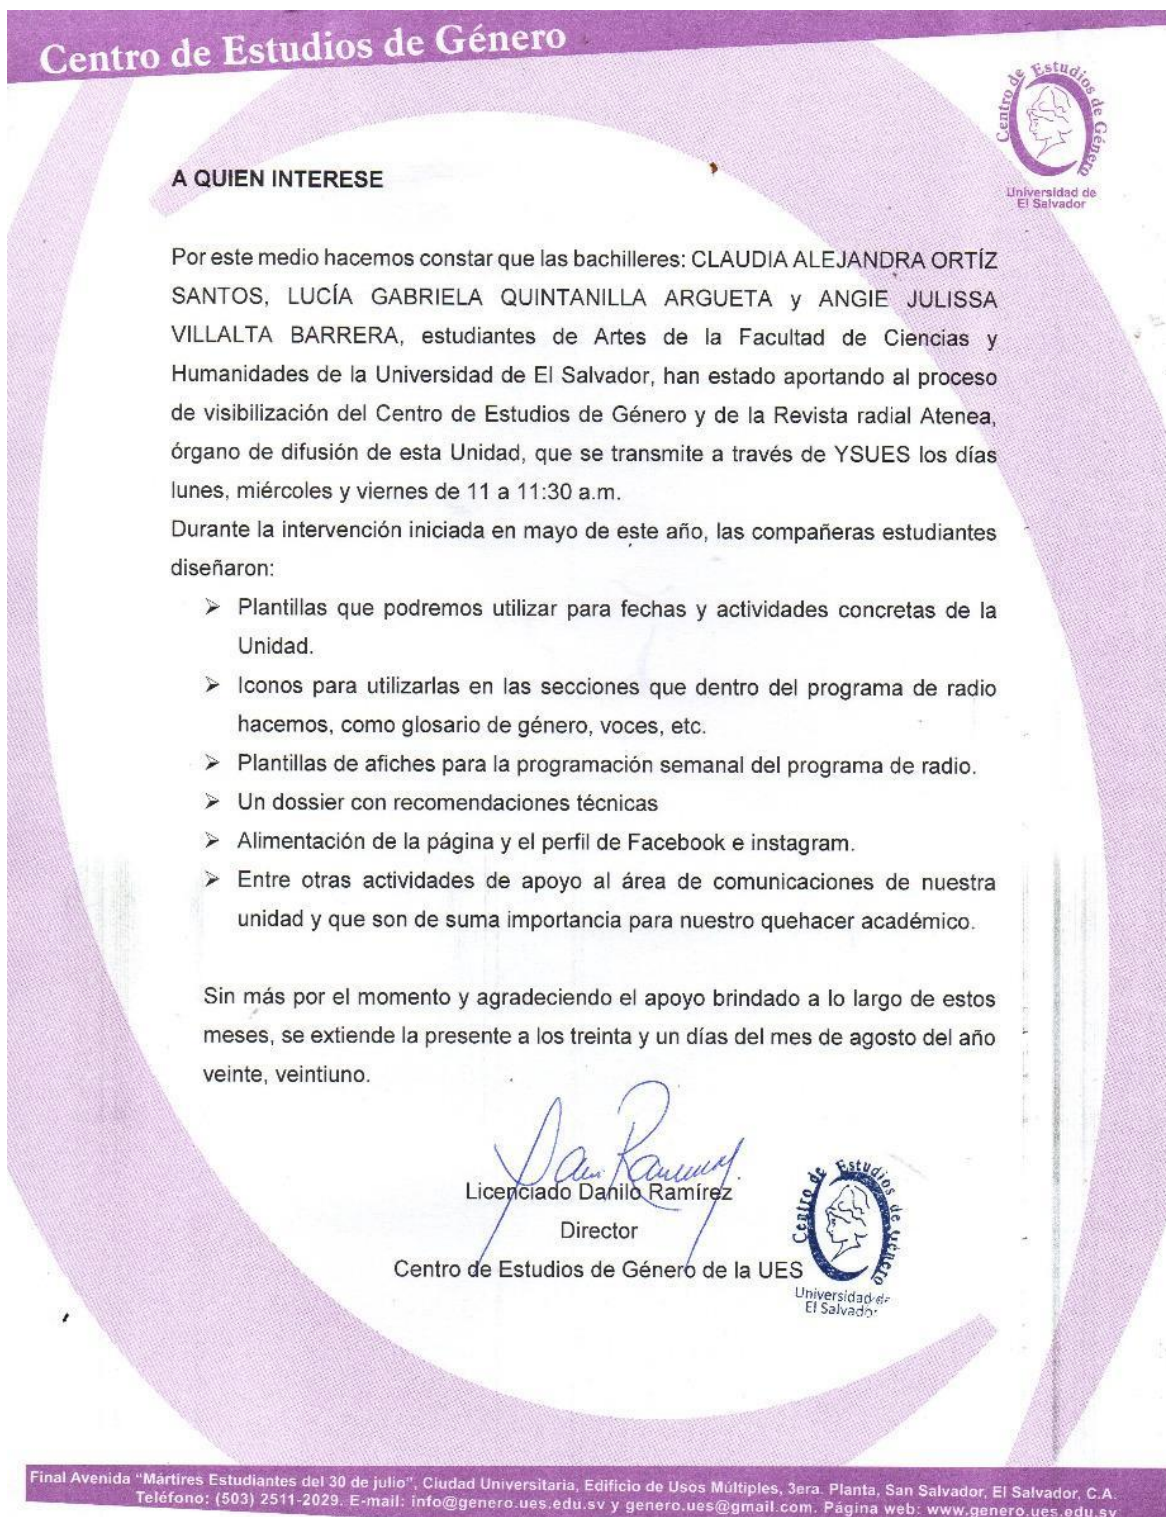 Centro de Estudios de Género
Centro de Estudios de Género
Universidad de
El Salvador
A QUIEN INTERESE
Por este medio hacemos constar que las bachilleres: CLAUDIA ALEJANDRA ORTÍZ
SANTOS, LUCÍA GABRIELA QUINTANILLA ARGUETA y ANGIE JULISSA
VILLALTA BARRERA, estudiantes de Artes de la Facultad de Ciencias y
Humanidades de la Universidad de El Salvador, han estado aportando al proceso
de visibilización del Centro de Estudios de Género y de la Revista radial Atenea,
órgano de difusión de esta Unidad, que se transmite a través de YSUES los días
lunes, miércoles y viernes de 11 a 11:30 a.m.
Durante la intervención iniciada en mayo de este año, las compañeras estudiantes
diseñaron:
➢ Plantillas que podremos utilizar para fechas y actividades concretas de la
Unidad.
➢ Iconos para utilizarlas en las secciones que dentro del programa de radio
hacemos, como glosario de género, voces, etc.
➢ Plantillas de afiches para la programación semanal del programa de radio.
➢ Un dossier con recomendaciones técnicas
➢ Alimentación de la página y el perfil de Facebook e instagram.
➢ Entre otras actividades de apoyo al área de comunicaciones de nuestra
unidad y que son de suma importancia para nuestro quehacer académico.
Sin más por el momento y agradeciendo el apoyo brindado a lo largo de estos
meses, se extiende la presente a los treinta y un días del mes de agosto del año
veinte, veintiuno.
Licenciado Danilo Ramírez
Director
Centro de Estudios de Género de la UES
Centro de Estudios de Género
Universidad de
El Salvador
Final Avenida "Mártires Estudiantes del 30 de julio", Ciudad Universitaria, Edificio de Usos Múltiples, 3era. Planta, San Salvador, El Salvador, C.A.
Teléfono: (503) 2511-2029. E-mail: info@genero.ues.edu.sv y genero.ues@gmail.com. Página web: www.genero.ues.edu.sv